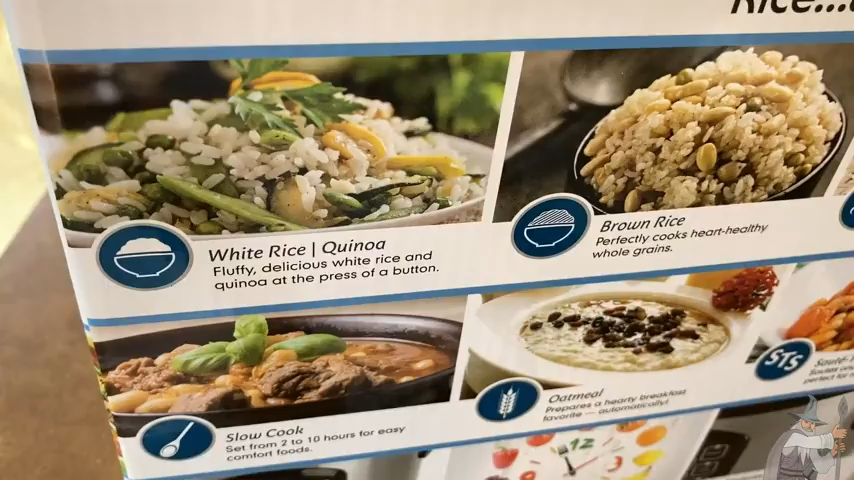 Rice...
White Rice | Quinoa
Fluffy, delicious white rice and
quinoa at the press of a button.
Brown Rice
Perfectly cooks heart-healthy
whole grains.
Slow Cook
Set from 2 to 10 hours for easy
comfort foods.
Oatmeal
Prepares a hearty breakfast
favorite — automatically!
STS
12